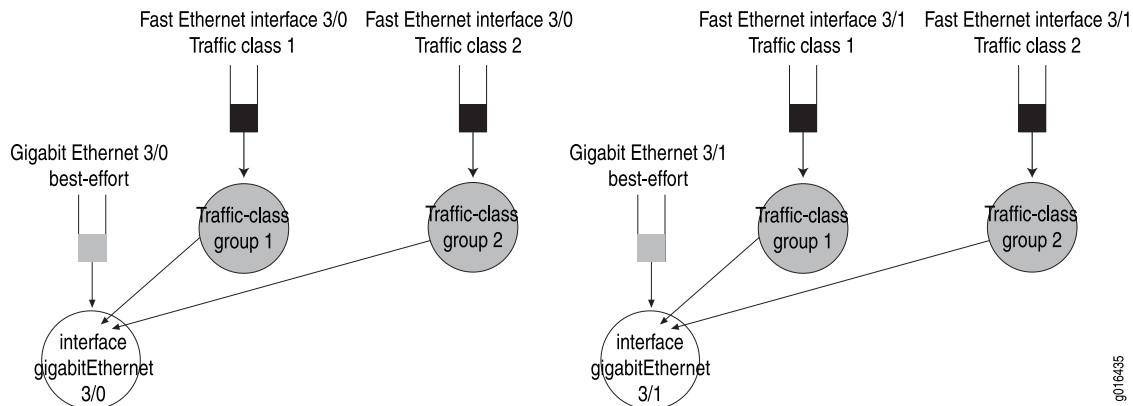 Fast Ethernet interface 3/0
Traffic class 1
Fast Ethernet interface 3/0
Traffic class 2
Fast Ethernet interface 3/1
Traffic class 1
Fast Ethernet interface 3/1
Traffic class 2
Gigabit Ethernet 3/0
best-effort
Traffic-class
group 1
Traffic-class
group 2
Gigabit Ethernet 3/1
best-effort
Traffic-class
group 1
Traffic-class
group 2
interface
gigabitEthernet
3/0
interface
gigabitEthernet
3/1
g016435